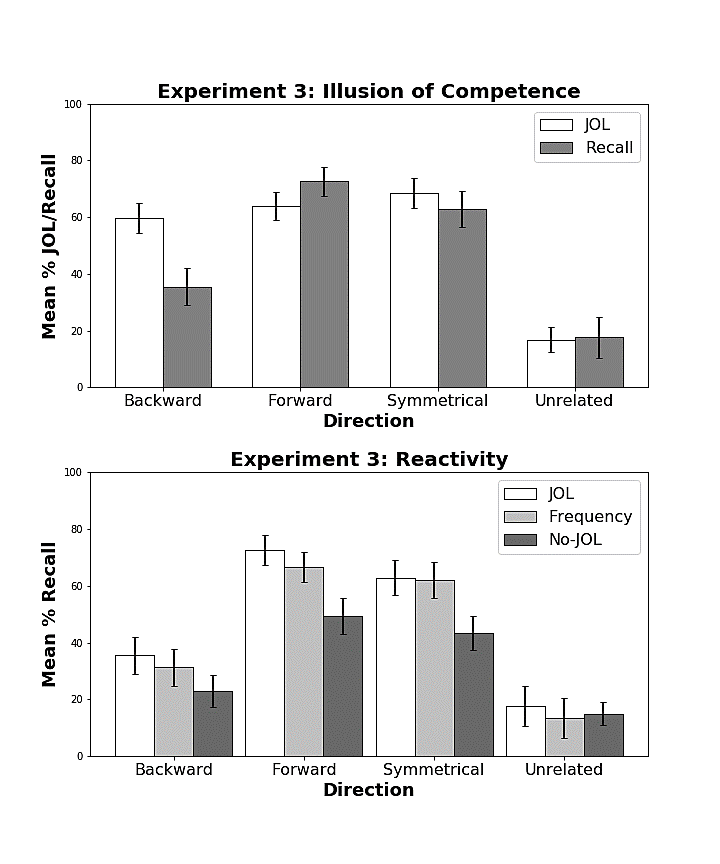 Experiment 3: Illusion of Competence
Mean % JOL/Recall
100
80
60
40
20
0
JOL
Recall
Backward Forward Symmetrical Unrelated
Direction
Experiment 3: Reactivity
Mean % Recall
100
80
60
40
20
0
JOL
Frequency
No-JOL
Backward Forward Symmetrical Unrelated
Direction